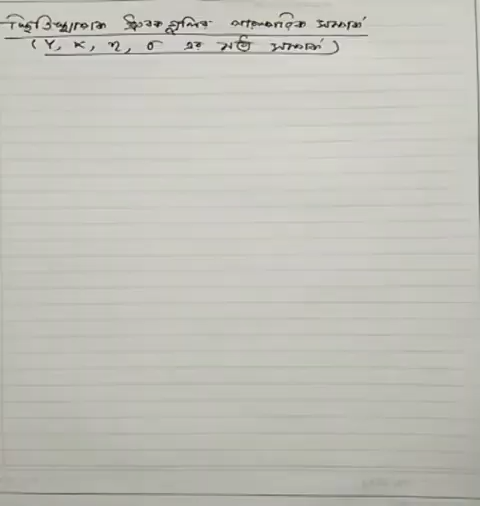 স্থিতিস্থাপক ধ্রুবকগুলির পারস্পরিক সম্পর্ক
(Y, K, η, σ এর মধ্যে সম্পর্ক)